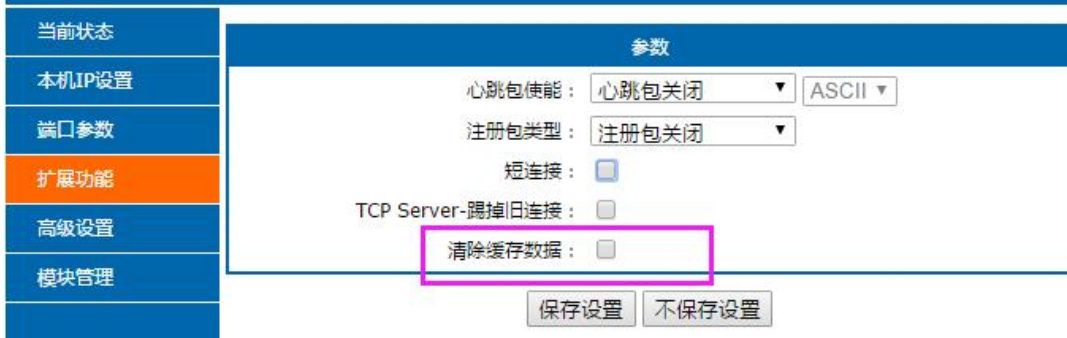 当前状态
本机IP设置
端口参数
扩展功能
高级设置
模块管理
参数
心跳包使能： 心跳包关闭 ASCII
注册包类型： 注册包关闭
短连接：
TCP Server-踢掉旧连接：
清除缓存数据：
保存设置 不保存设置